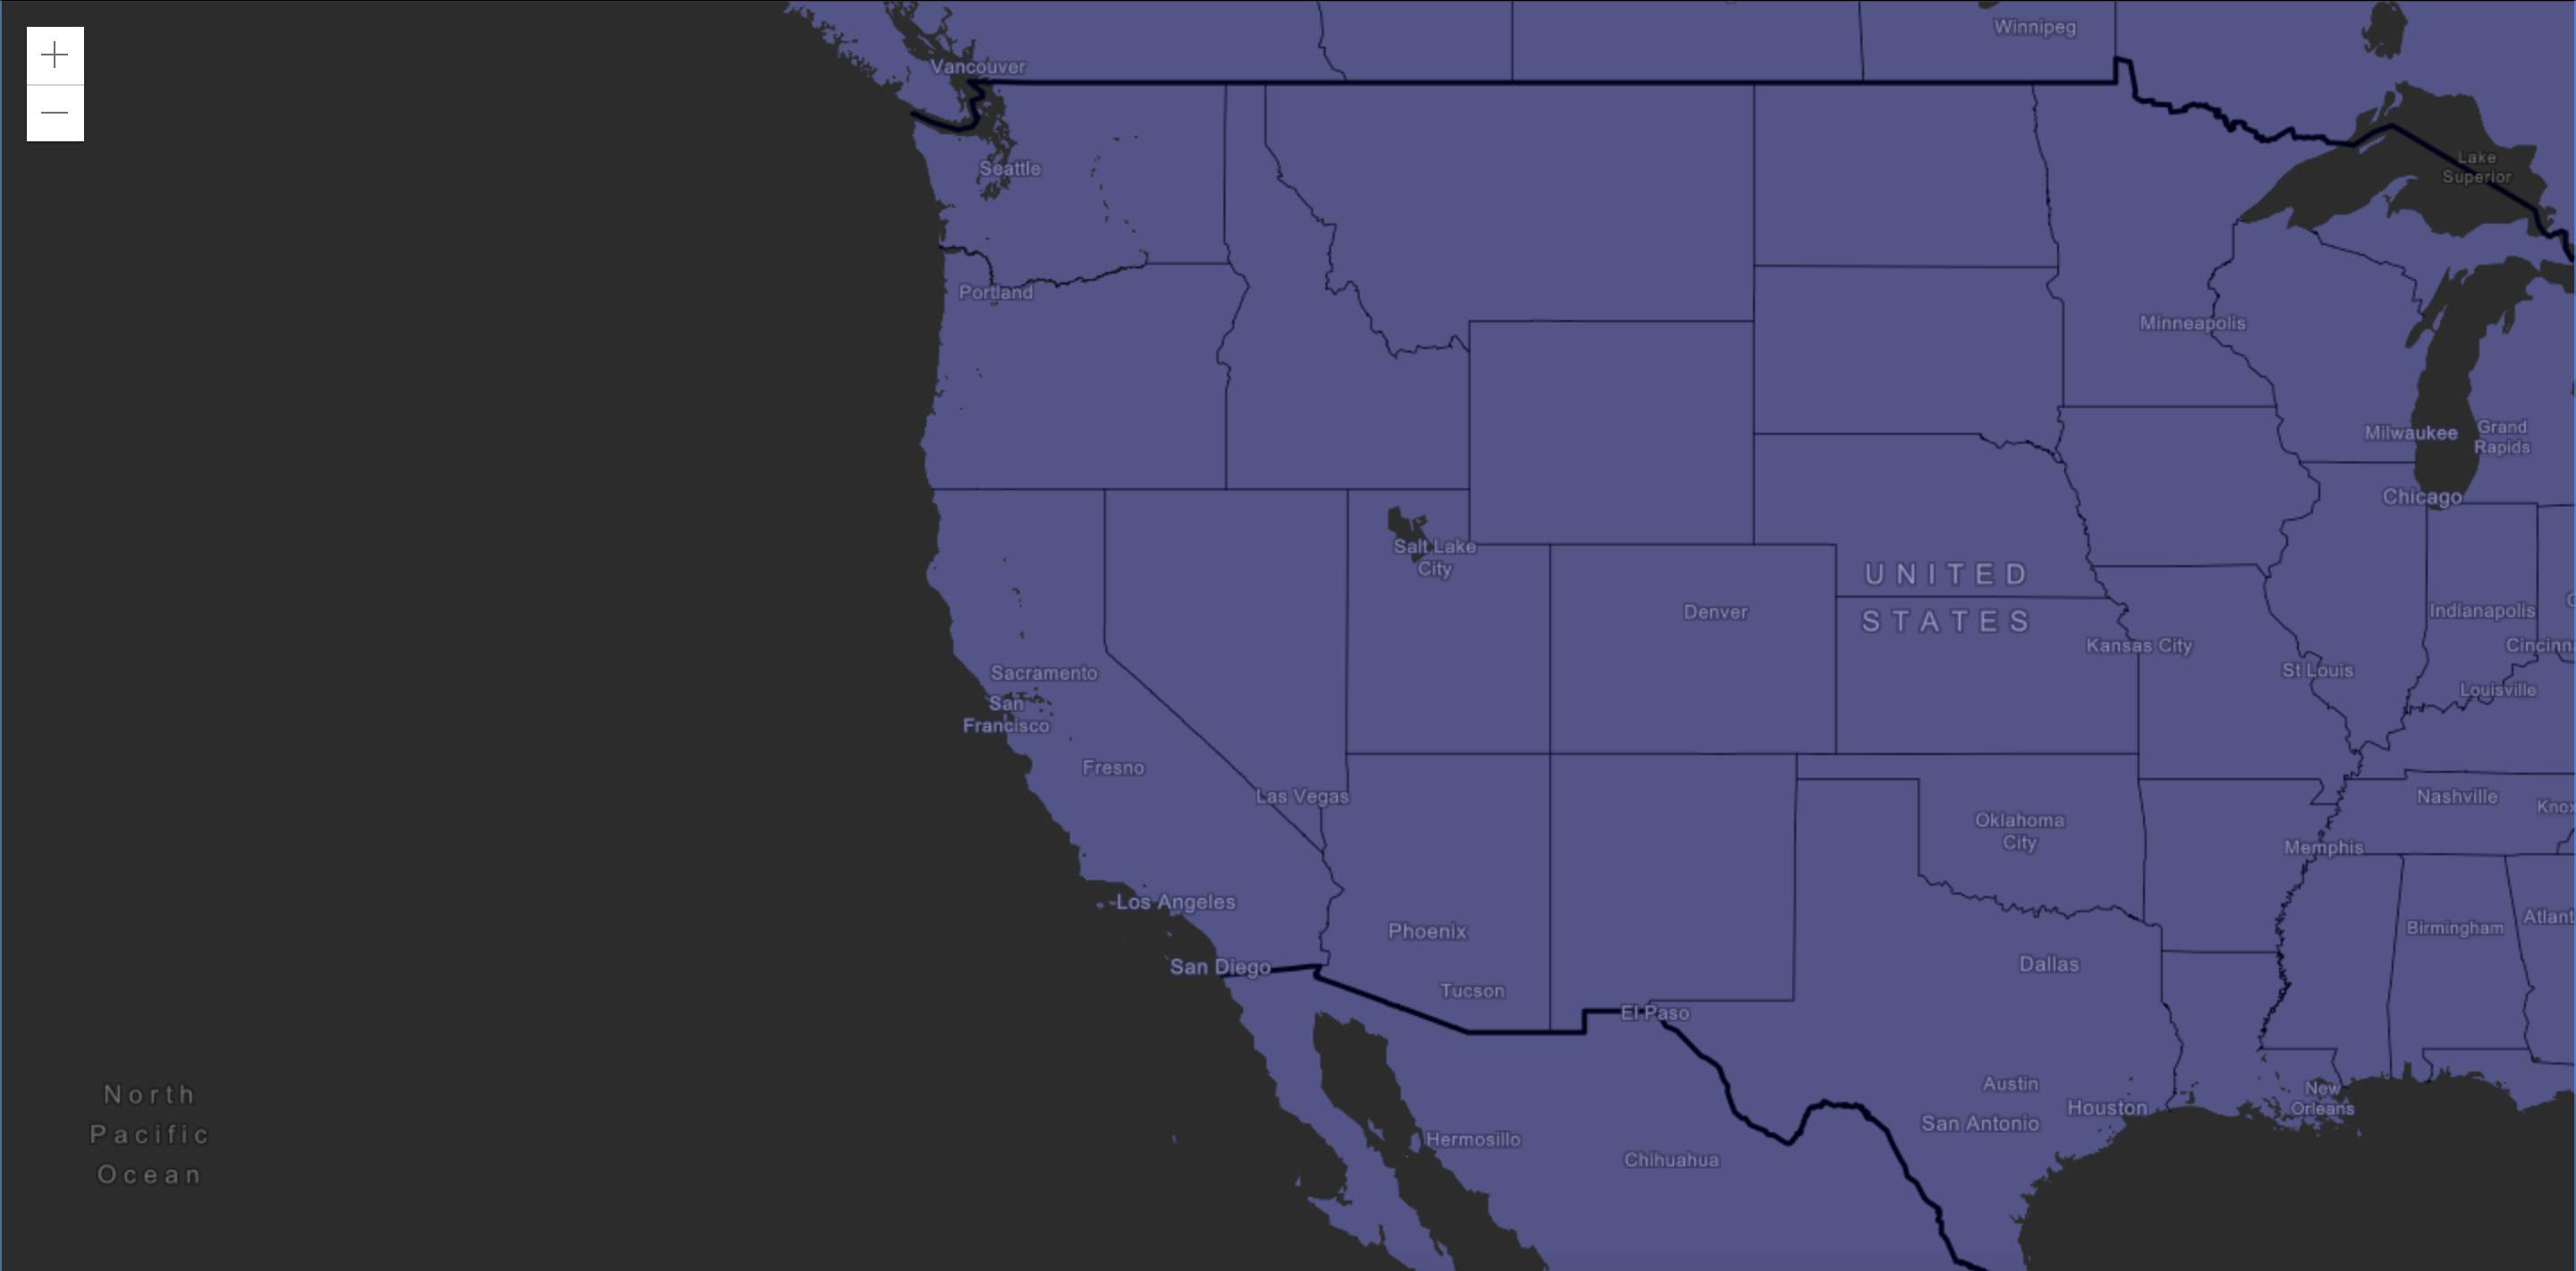 Winnipeg
Vancouver
Lake
Superior
Seattle
Portland
Minneapolis
Milwaukee
Grand
Rapids
Chicago
Salt Lake
City
UNITED
STATES
Denver
Indianapolis
Kansas City
Cincinn
St Louis
Louisville
Sacramento
San
Francisco
Fresno
Las Vegas
Nashville
Knox
Oklahoma
City
Memphis
Los Angeles
Atlant
Birmingham
Phoenix
Dallas
San Diego
Tucson
El Paso
Austin
New
Orleans
Houston
San Antonio
North
Pacific
Ocean
Hermosillo
Chihuahua